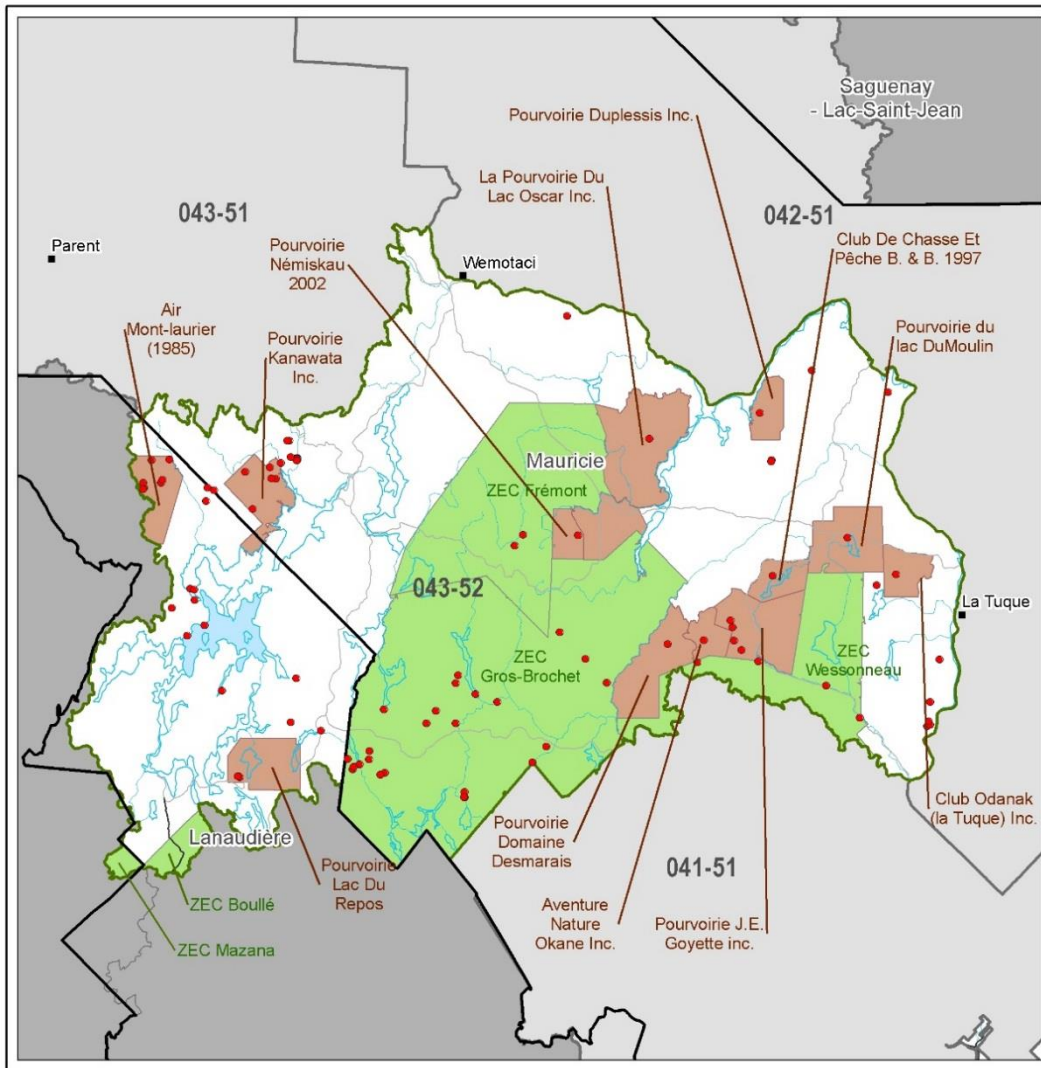 Saguenay
- Lac-Saint-Jean
Pourvoirie Duplessis Inc.
La Pourvoirie Du
Lac Oscar Inc.
043-51
042-51
Parent
Pourvoirie
Némiskau
2002
Wemotaci
Club De Chasse Et
Pêche B. & B. 1997
Air
Mont-laurier
(1985)
Pourvoirie
Kanawata
Inc.
Pourvoirie du
lac DuMoulin
Mauricie
ZEC Frémont
043-52
La Tuque
ZEC
Gros-Brochet
ZEC
Wessonneau
Lanaudière
Pourvoirie
Lac Du
Repos
Pourvoirie
Domaine
Desmarais
Club Odanak
(la Tuque) Inc.
041-51
ZEC Boullé
ZEC Mazana
Aventure
Nature
Okane Inc.
Pourvoirie J.E.
Goyette inc.